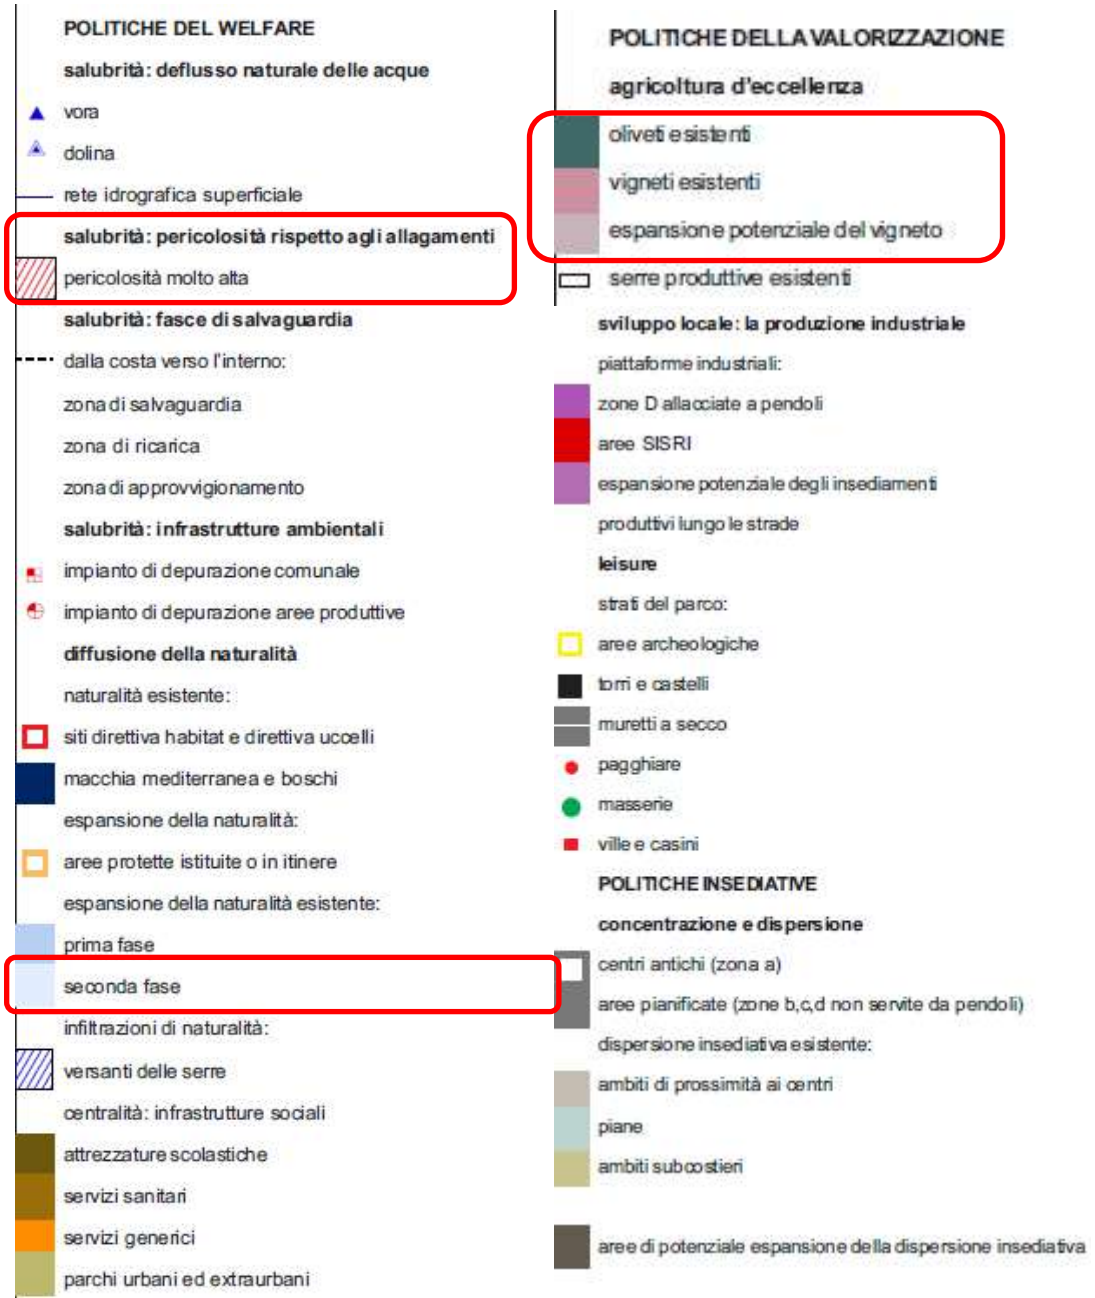 POLITICHE DEL WELFARE
salubrità: deflusso naturale delle acque
vora
dolina
rete idrografica superficiale
salubrità: pericolosità rispetto agli allagamenti
pericolosità molto alta
salubrità: fasce di salvaguardia
dalla costa verso l'interno:
zona di salvaguardia
zona di ricarica
zona di approvvigionamento
salubrità: infrastrutture ambientali
impianto di depurazione comunale
impianto di depurazione aree produttive
diffusione della naturalità
naturalità esistente:
siti direttiva habitat e direttiva uccelli
macchia mediterranea e boschi
espansione della naturalità:
aree protette istituite o in itinere
espansione della naturalità esistente:
prima fase
seconda fase
infiltrazioni di naturalità:
versanti delle serre
centralità: infrastrutture sociali
attrezzature scolastiche
servizi sanitari
servizi generici
parchi urbani ed extraurbani
POLITICHE DELLA VALORIZZAZIONE
agricoltura d'eccellenza
oliveti esistenti
vigneti esistenti
espansione potenziale del vigneto
serre produttive esistenti
sviluppo locale: la produzione industriale
piattaforme industriali:
zone D allacciate a pendoli
aree SISRI
espansione potenziale degli insediamenti
produttivi lungo le strade
leisure
strati del parco:
aree archeologiche
torri e castelli
muretti a secco
pagghiare
masserie
ville e casini
POLITICHE INSEDIATIVE
concentrazione e dispersione
centri antichi (zona a)
aree pianificate (zone b,c,d non servite da pendoli)
dispersione insediativa esistente:
ambiti di prossimità ai centri
piane
ambiti subcostieri
aree di potenziale espansione della dispersione insediativa